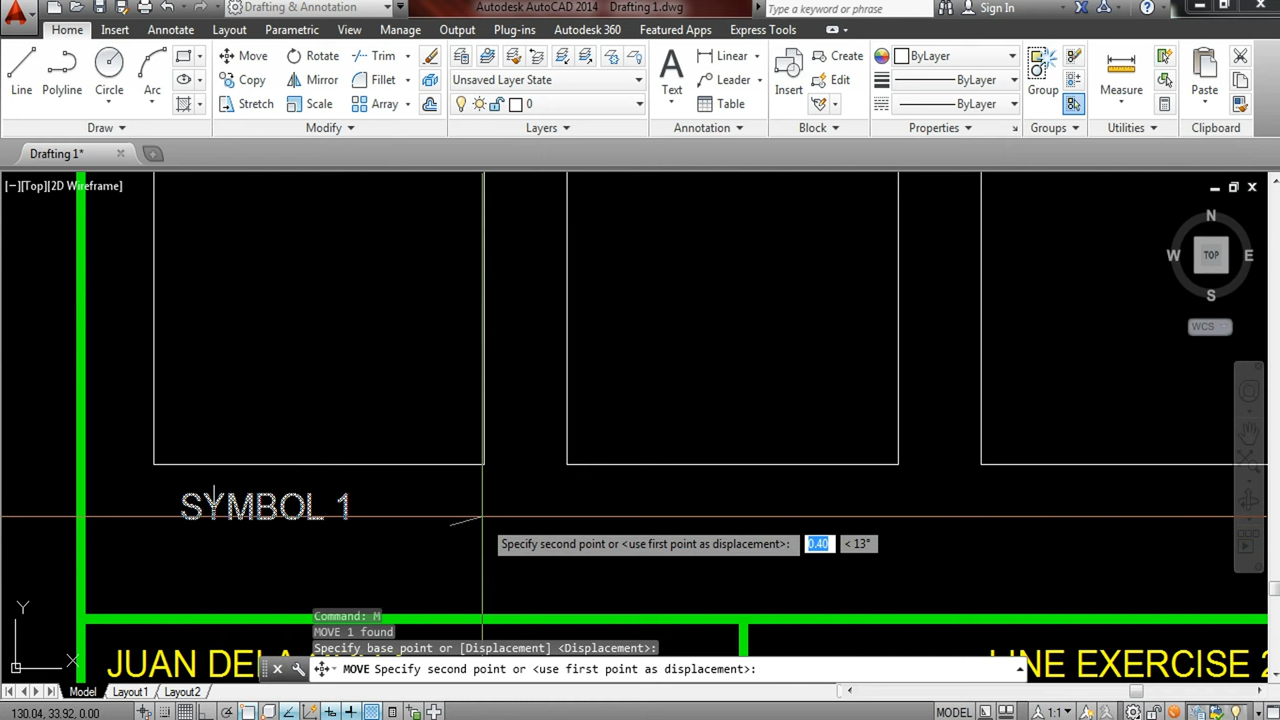 Drafting & Annotation
Autodesk AutoCAD 2014 Drafting 1.dwg
Type a keyword or phrase
Sign In
Home Insert Annotate Layout Parametric View Manage Output Plug-ins Autodesk 360 Featured Apps Express Tools
Move Rotate Trim
Copy Mirror Fillet
Stretch Scale Array
Line Polyline Circle Arc
Unsaved Layer State
0
Text
Linear
Leader
Table
Insert
Create
Edit
ByLayer
ByLayer
ByLayer
Group
Measure
Paste
Draw Modify Layers Annotation Block Properties Groups Utilities Clipboard
Drafting 1*
[−][Top][2D Wireframe]
N
W TOP E
S
WCS
SYMBOL 1
Specify second point or <use first point as displacement>: 0.40 < 13°
Y
X
Command: M
MOVE 1 found
Specify base point or [Displacement] <Displacement>:
JUAN DELA
LINE EXERCISE 2
MOVE Specify second point or <use first point as displacement>:
Model Layout1 Layout2
130.04, 33.92, 0.00
MODEL
1:1